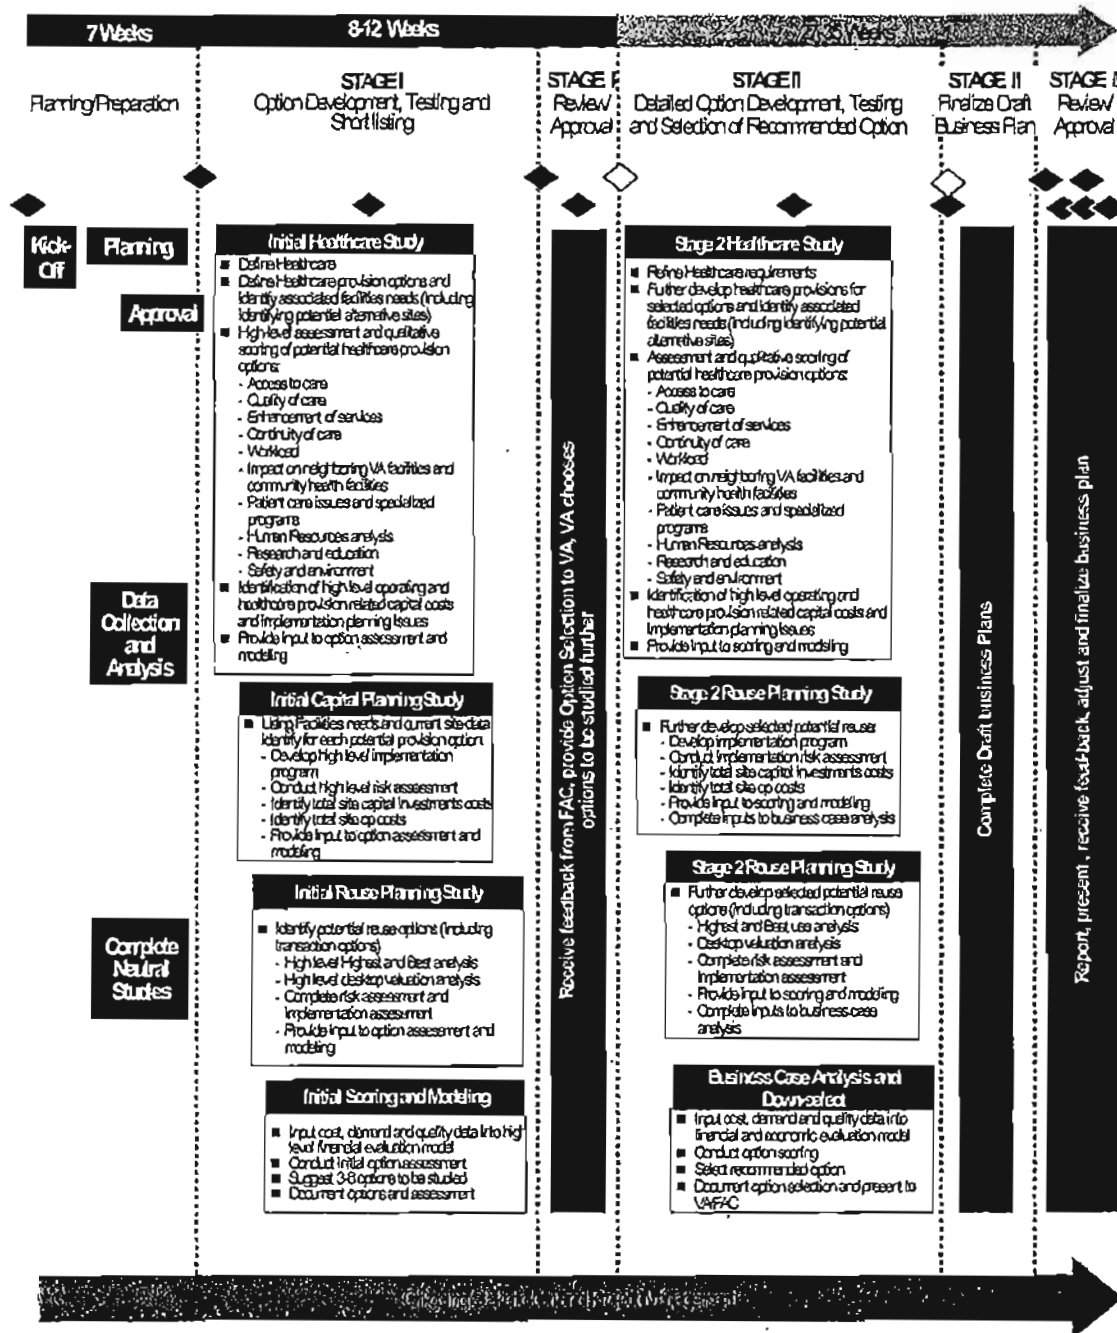 7 Weeks
8-12 Weeks
Weeks
Planning/Preparation
STAGE I
Option Development, Testing and
Shortlisting
STAGE
Review/
Approval
STAGE II
Detailed Option Development, Testing
and Selection of Recommended Option
STAGE II
Finalize Draft
Business Plan
STAGE
Review/
Approval
Kick-
Off
Planning
Approval
Data
Collection
and
Analysis
Complete
Neutral
Studies
Initial Healthcare Study
■ Define Healthcare
■ Define Healthcare provision options and
identify associated facilities needs (including
identifying potential alternative sites)
■ High-level assessment and qualitative
scoring of potential healthcare provision
options:
- Access to care
- Quality of care
- Enhancement of services
- Continuity of care
- Workload
- Impact on neighboring VA facilities and
community health facilities
- Patient care issues and specialized
programs
- Human Resources analysis
- Research and education
- Safety and environment
■ Identification of high level operating and
healthcare provision related capital costs
and implementation planning issues
■ Provide input to option assessment and
modeling
Initial Capital Planning Study
■ Using Facilities needs and current site-data
identify for each potential provision option:
- Develop high level implementation
program
- Conduct high level risk assessment
- Identify total site capital investments costs
- Identify total site op costs
- Provide input to option assessment and
modeling
Initial Reuse Planning Study
■ Identify potential reuse options (including
transaction options)
- High level Highest and Best analysis
- High level desktop valuation analysis
- Complete risk assessment and
implementation assessment
- Provide input to option assessment and
modeling
Initial Scoring and Modeling
■ Input cost, demand and quality data into high
level financial evaluation model
■ Conduct initial option assessment
■ Suggest 3-8 options to be studied
■ Document options and assessment
Receive feedback from FAC, provide Option Selection to VA, VA chooses
options to be studied further
Stage 2 Healthcare Study
■ Refine Healthcare requirements
■ Further develop healthcare provisions for
selected options and identify associated
facilities needs (including identifying potential
alternative sites)
■ Assessment and qualitative scoring of
potential healthcare provision options:
- Access to care
- Quality of care
- Enhancement of services
- Continuity of care
- Workload
- Impact on neighboring VA facilities and
community health facilities
- Patient care issues and specialized
programs
- Human Resources analysis
- Research and education
- Safety and environment
■ Identification of high level operating and
healthcare provision related capital costs and
implementation planning issues
■ Provide input to scoring and modeling
Stage 2 Reuse Planning Study
■ Further develop selected potential reuse:
- Develop implementation program
- Conduct implementation risk assessment
- Identify total site capital investments costs
- Identify total site op costs
- Provide input to scoring and modeling
- Complete inputs to business case analysis
Stage 2 Reuse Planning Study
■ Further develop selected potential reuse
options (including transaction options)
- Highest and Best use analysis
- Desktop valuation analysis
- Complete risk assessment and
implementation assessment
- Provide input to scoring and modeling
- Complete inputs to business-case
analysis
Business Case Analysis and
Down-select
■ Input cost, demand and quality data into
financial and economic evaluation model
■ Conduct option scoring
■ Select recommended option
■ Document option selection and present to
VA/FAC
Complete Draft business Plans
Report, present, receive feed-back, adjust and finalize business plan